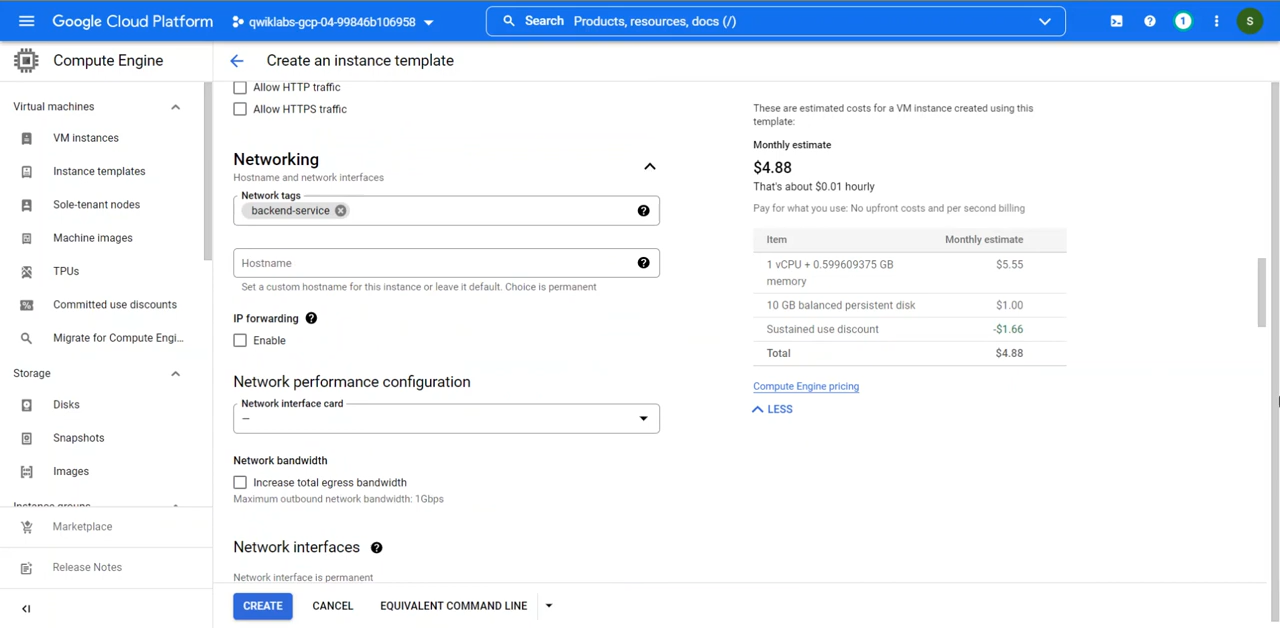 Google Cloud Platform
qwiklabs-gcp-04-99846b106958
Search Products, resources, docs (/)
1
S
Compute Engine
Create an instance template
Virtual machines
VM instances
Instance templates
Sole-tenant nodes
Machine images
TPUs
Committed use discounts
Migrate for Compute Engi...
Storage
Disks
Snapshots
Images
Instance groups
Marketplace
Release Notes
Allow HTTP traffic
Allow HTTPS traffic
Networking
Hostname and network interfaces
Network tags
backend-service
Hostname
Set a custom hostname for this instance or leave it default. Choice is permanent
IP forwarding
Enable
Network performance configuration
Network interface card
–
Network bandwidth
Increase total egress bandwidth
Maximum outbound network bandwidth: 1Gbps
Network interfaces
Network interface is permanent
CREATE CANCEL EQUIVALENT COMMAND LINE
These are estimated costs for a VM instance created using this
template:
Monthly estimate
$4.88
That's about $0.01 hourly
Pay for what you use: No upfront costs and per second billing
Item Monthly estimate
1 vCPU + 0.599609375 GB $5.55
memory
10 GB balanced persistent disk $1.00
Sustained use discount -$1.66
Total $4.88
Compute Engine pricing
LESS